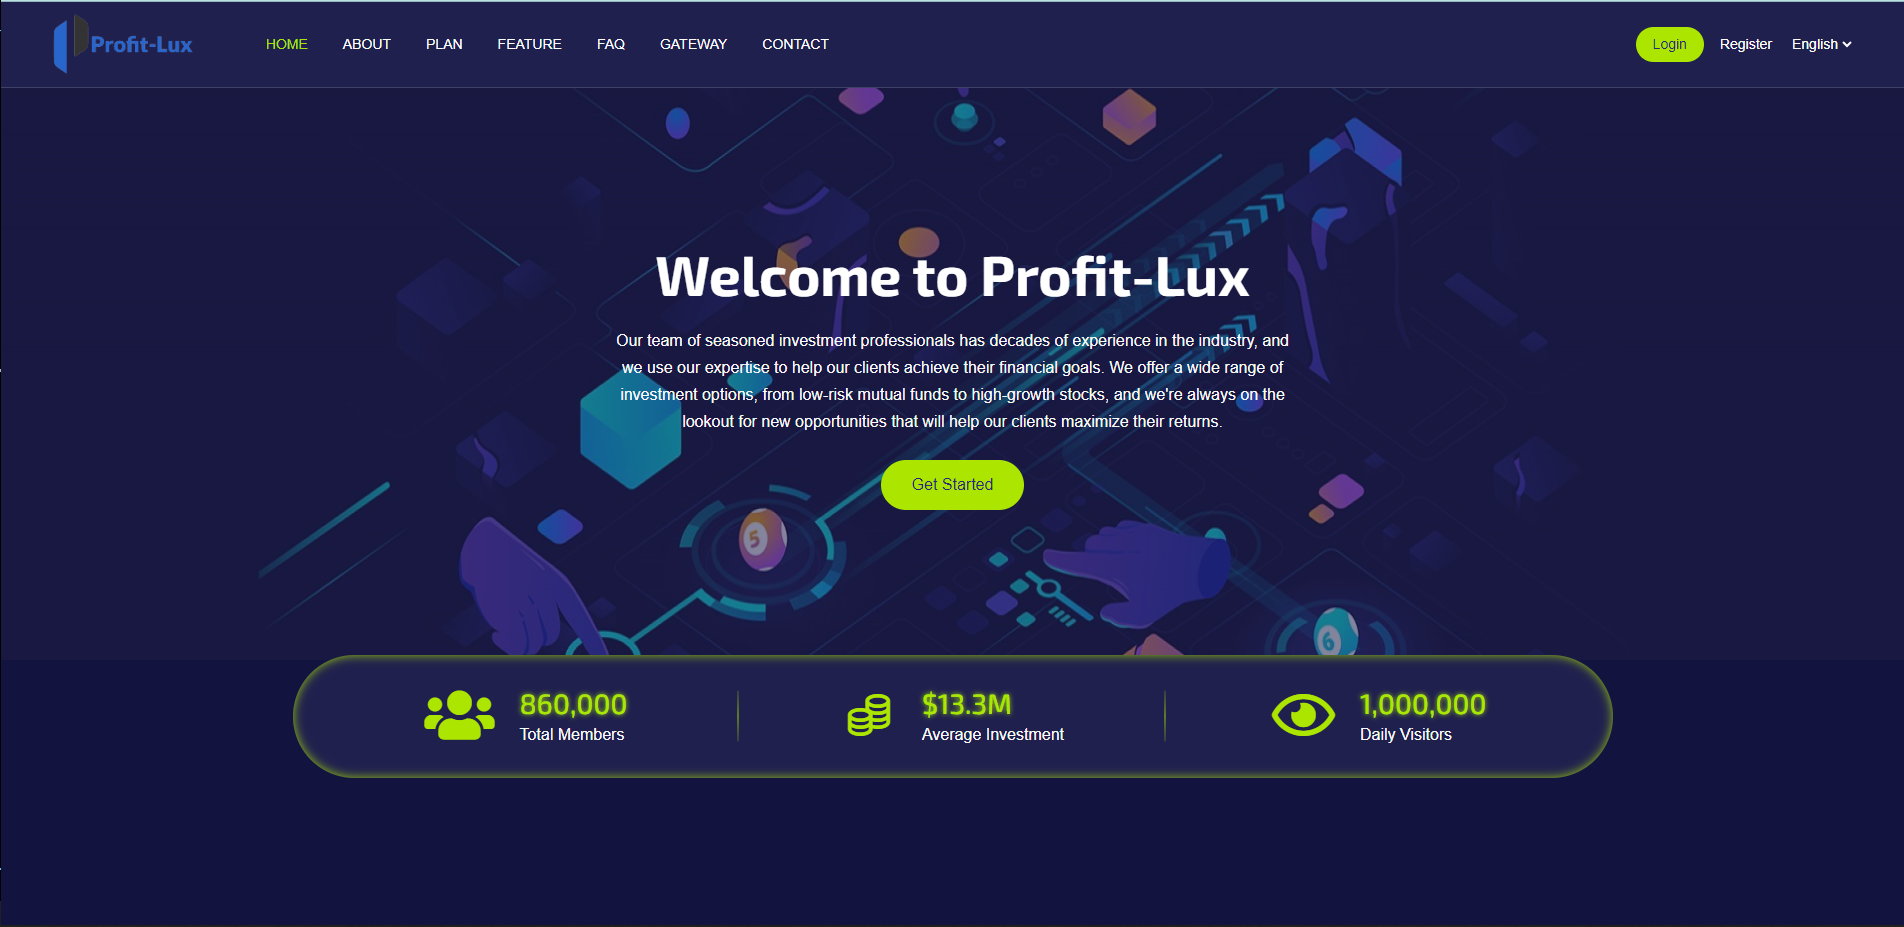 Profit-Lux
HOME
ABOUT
PLAN
FEATURE
FAQ
GATEWAY
CONTACT
Login
Register
English
Welcome to Profit-Lux
Our team of seasoned investment professionals has decades of experience in the industry, and
we use our expertise to help our clients achieve their financial goals. We offer a wide range of
investment options, from low-risk mutual funds to high-growth stocks, and we're always on the
lookout for new opportunities that will help our clients maximize their returns.
Get Started
5
6
860,000
Total Members
$13.3M
Average Investment
1,000,000
Daily Visitors